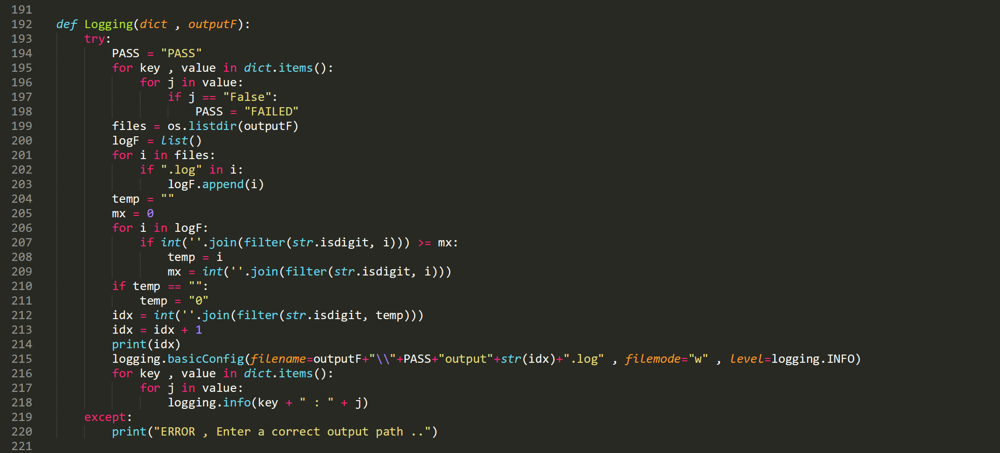 191
192 def Logging(dict , outputF):
193     try:
194         PASS = "PASS"
195         for key , value in dict.items():
196             for j in value:
197                 if j == "False":
198                     PASS = "FAILED"
199         files = os.listdir(outputF)
200         logF = list()
201         for i in files:
202             if ".log" in i:
203                 logF.append(i)
204         temp = ""
205         mx = 0
206         for i in logF:
207             if int(''.join(filter(str.isdigit, i))) >= mx:
208                 temp = i
209                 mx = int(''.join(filter(str.isdigit, i)))
210         if temp == "":
211             temp = "0"
212         idx = int(''.join(filter(str.isdigit, temp)))
213         idx = idx + 1
214         print(idx)
215         logging.basicConfig(filename=outputF+"\\"+PASS+"output"+str(idx)+".log" , filemode="w" , level=logging.INFO)
216         for key , value in dict.items():
217             for j in value:
218                 logging.info(key + " : " + j)
219     except:
220         print("ERROR , Enter a correct output path ..")
221